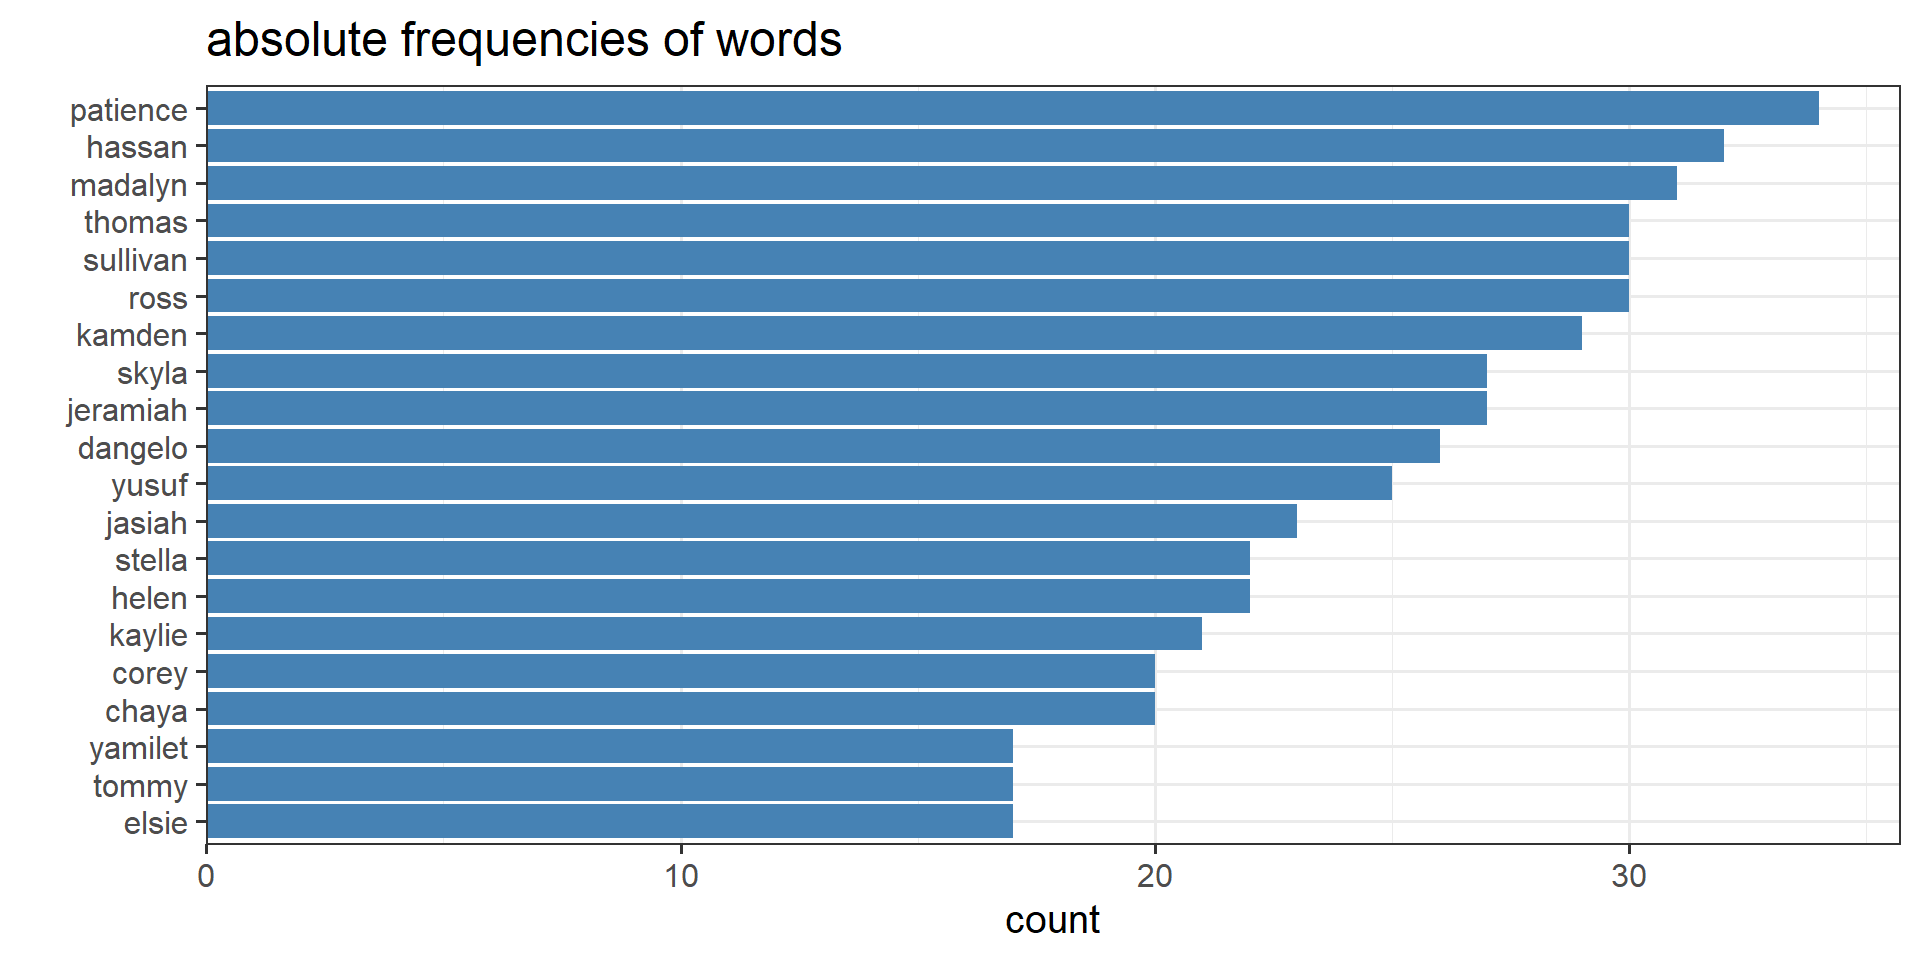 absolute frequencies of words
patience
hassan
madalyn
thomas
sullivan
ross
kamden
skyla
jeramiah
dangelo
yusuf
jasiah
stella
helen
kaylie
corey
chaya
yamilet
tommy
elsie
0 10 20 30
count